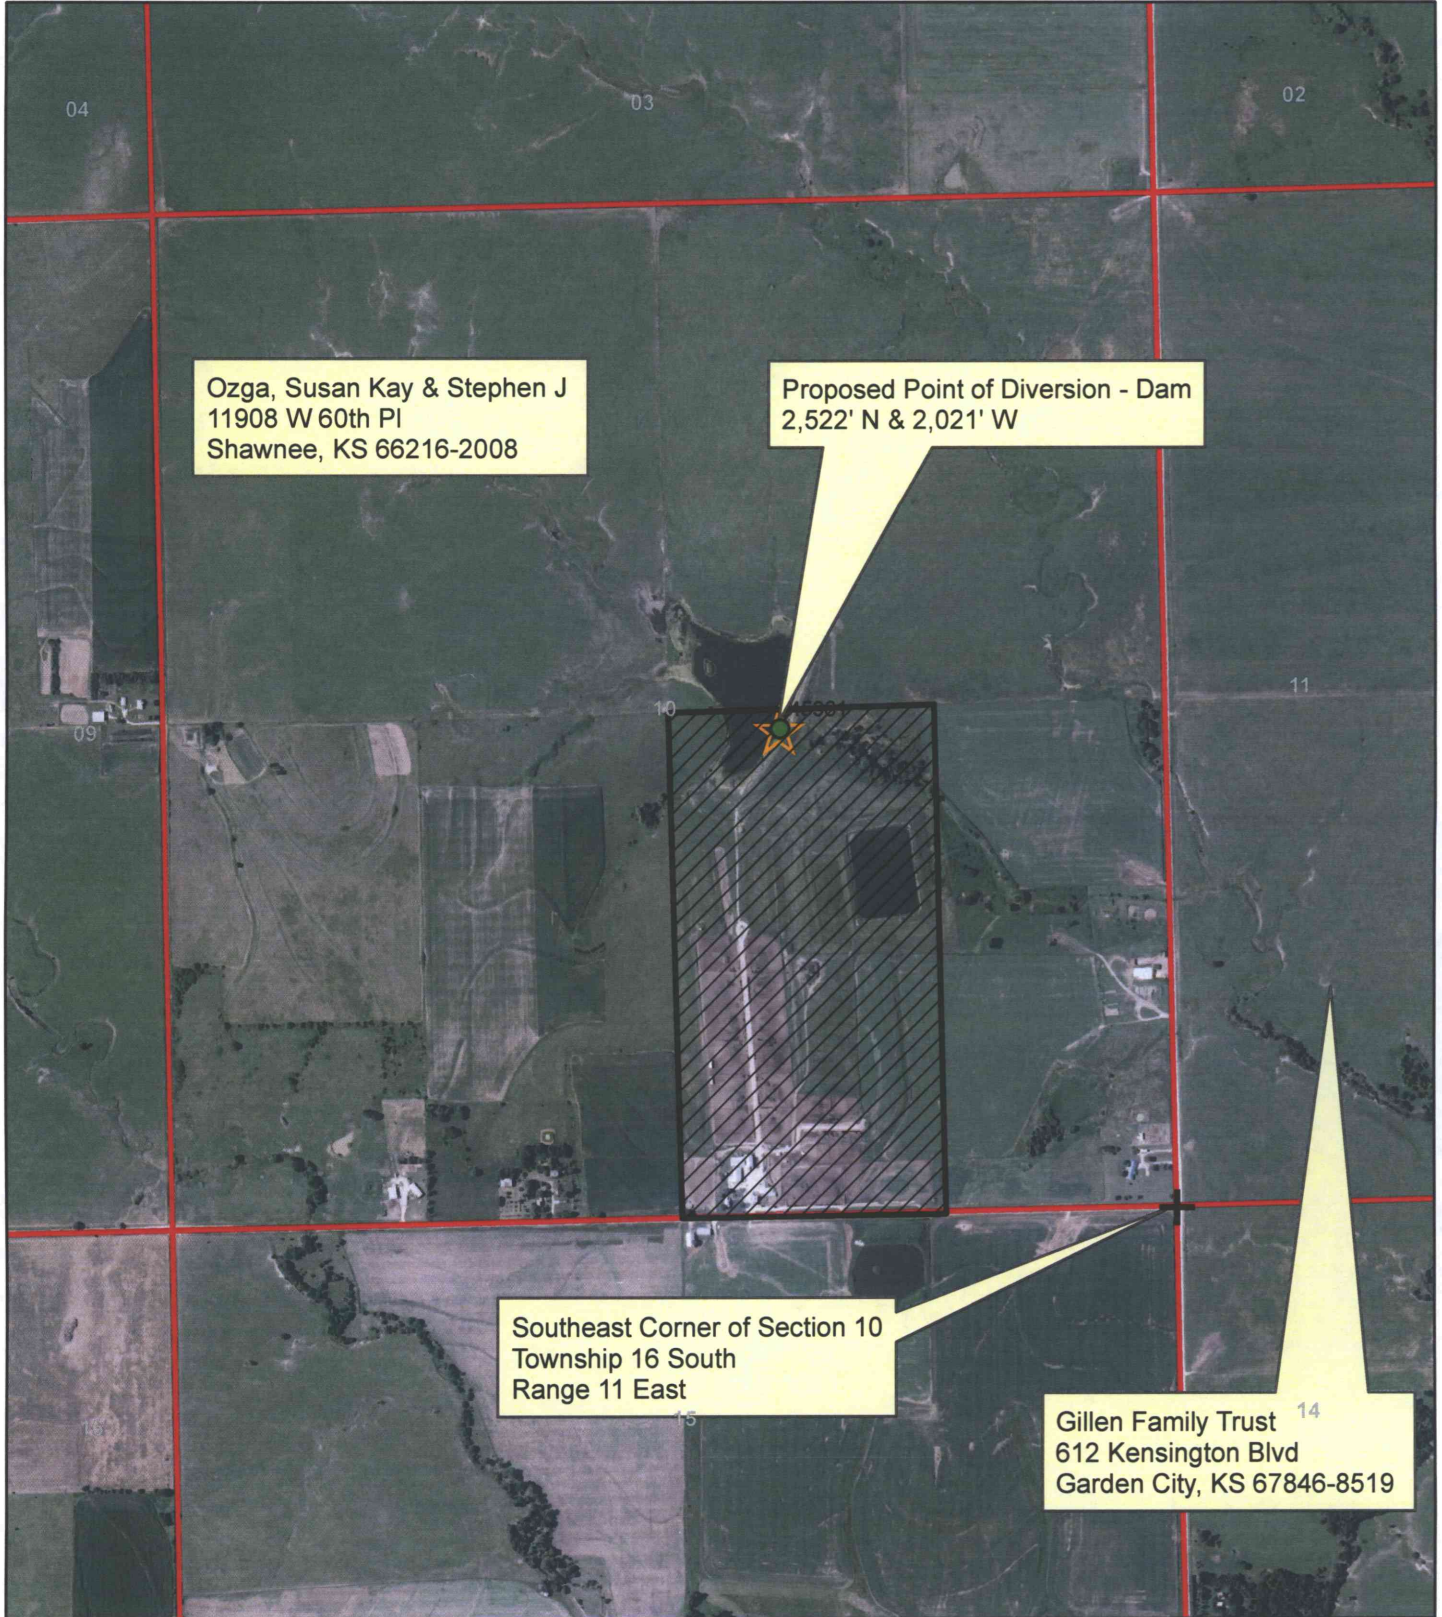 04
03
02
Ozga, Susan Kay & Stephen J
11908 W 60th Pl
Shawnee, KS 66216-2008
Proposed Point of Diversion - Dam
2,522' N & 2,021' W
11
10
09
Southeast Corner of Section 10
Township 16 South
Range 11 East
15
14
Gillen Family Trust
612 Kensington Blvd
Garden City, KS 67846-8519